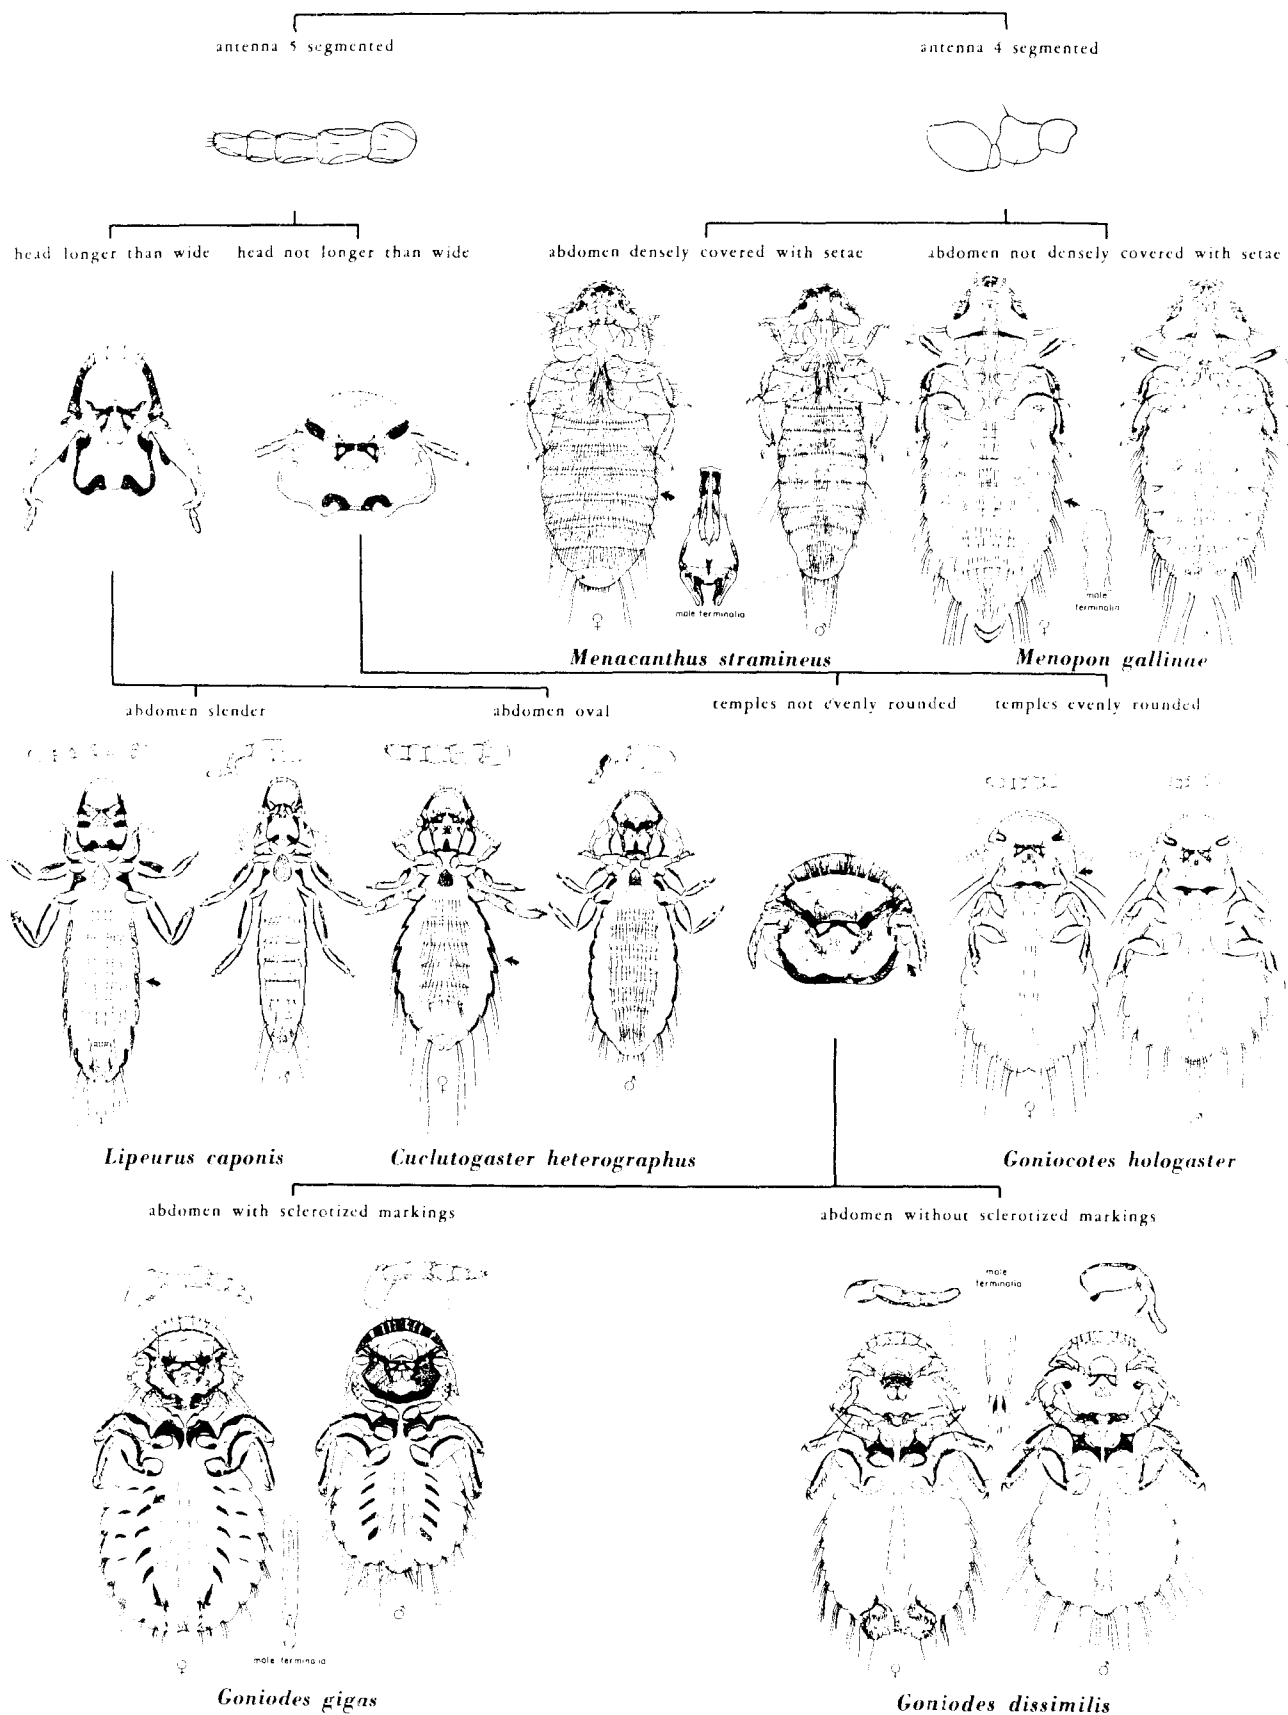 antenna 5 segmented
antenna 4 segmented
head longer than wide
head not longer than wide
abdomen densely covered with setae
abdomen not densely covered with setae
male terminalia
male
terminalia
♀
♂
♀
Menacanthus stramineus
Menopon gallinae
abdomen slender
abdomen oval
temples not evenly rounded
temples evenly rounded
♂
♀
♂
♀
♂
Lipeurus caponis
Cuclutogaster heterographus
Goniocotes hologaster
abdomen with sclerotized markings
abdomen without sclerotized markings
male
terminalia
♂
♀
male terminalia
♀
♂
Goniodes gigas
Goniodes dissimilis